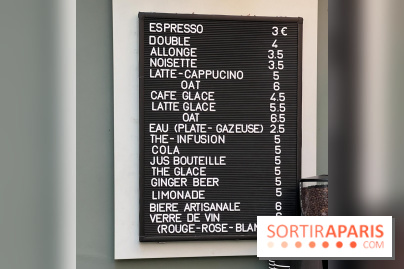 ESPRESSO 3 €
DOUBLE 4
ALLONGE 3.5
NOISETTE 3.5
LATTE-CAPPUCINO 5
OAT 6
CAFE GLACE 4.5
LATTE GLACE 5.5
OAT 6.5
EAU (PLATE- GAZEUSE) 2.5
THE-INFUSION 5
COLA 5
JUS BOUTEILLE 5
THE GLACE 5
GINGER BEER 5
LIMONADE 5
BIERE ARTISANALE 6
VERRE DE VIN 6
(ROUGE-ROSE-BLAN
SORTIRAPARIS
.COM